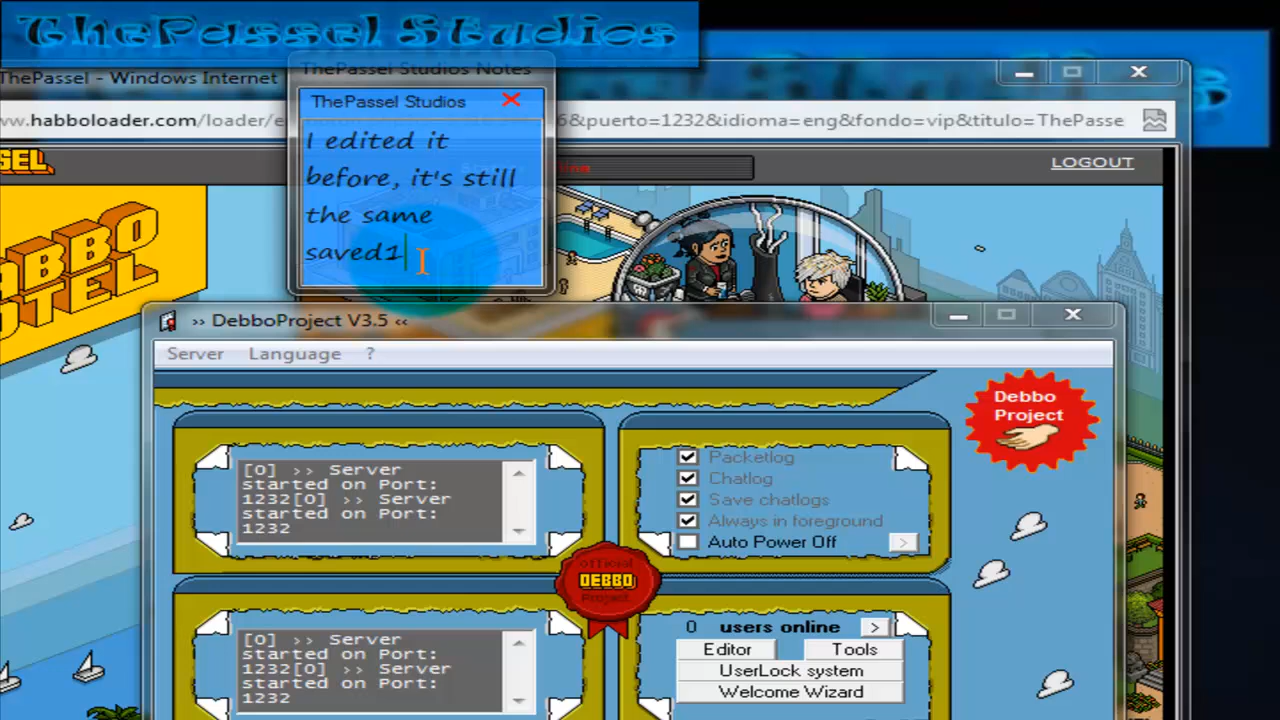 ThePassel Studios
ThePassel - Windows Internet
ThePassel Studios Notes
ThePassel Studios
I edited it
before, it's still
the same
saved1
w.habboloader.com/loader/e
6&puerto=1232&idioma=eng&fondo=vip&titulo=ThePasse
SEL
LOGOUT
HABBO
HOTEL
» DebboProject V3.5 «
Server Language ?
Debbo
Project
[0] >> Server
started on Port:
1232[0] >> Server
started on Port:
1232
Packetlog
Chatlog
Save chatlogs
Always in foreground
Auto Power Off >
official
DEBBO
Project
[0] >> Server
started on Port:
1232[0] >> Server
started on Port:
1232
0 users online >
Editor Tools
UserLock system
Welcome Wizard